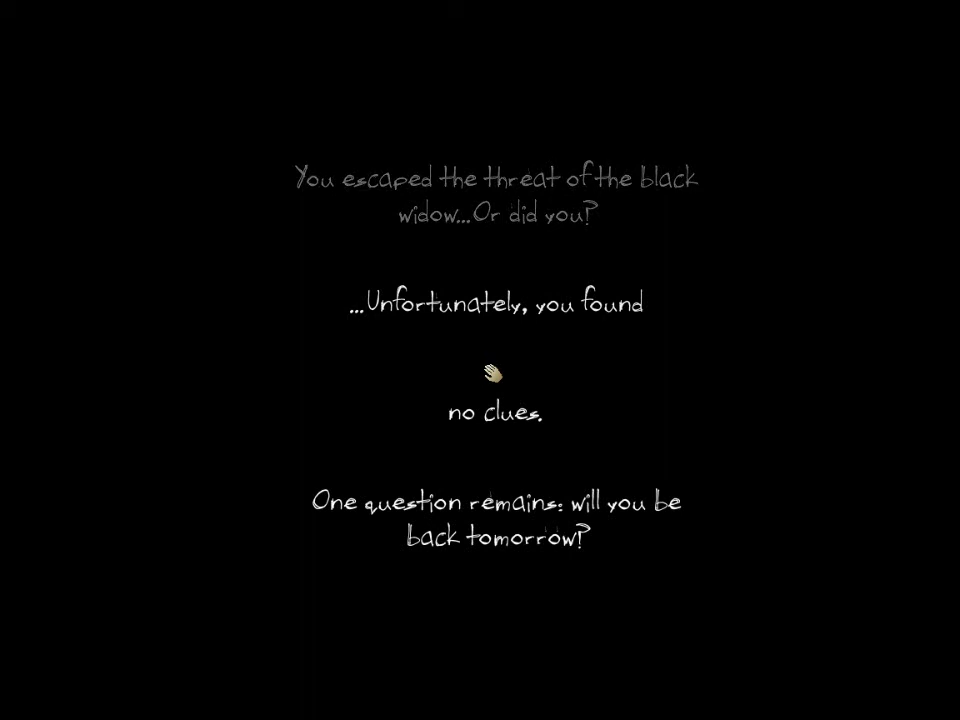 You escaped the threat of the black
widow...Or did you?
...Unfortunately, you found
no clues.
One question remains: will you be
back tomorrow?